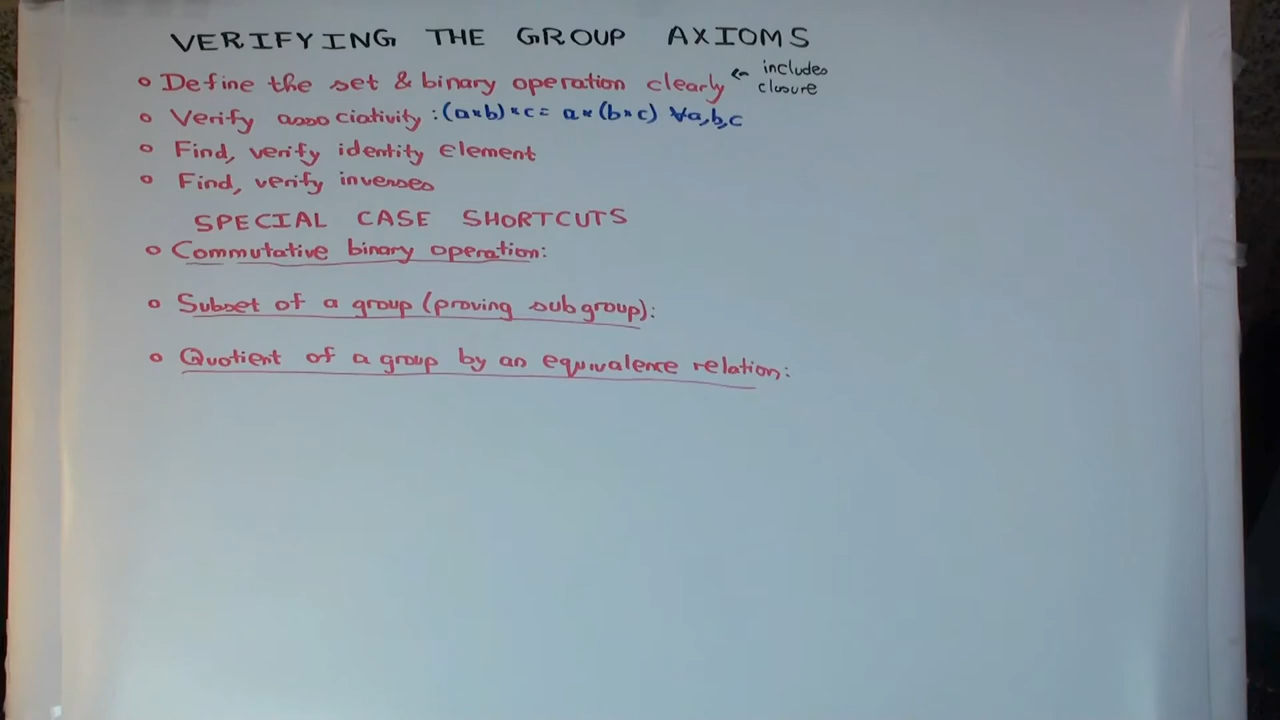 VERIFYING THE GROUP AXIOMS
• Define the set & binary operation clearly ← includes closure
• Verify associativity : (a*b)*c = a*(b*c) ∀a,b,c
• Find, verify identity element
• Find, verify inverses
SPECIAL CASE SHORTCUTS
• Commutative binary operation:
• Subset of a group (proving subgroup):
• Quotient of a group by an equivalence relation: